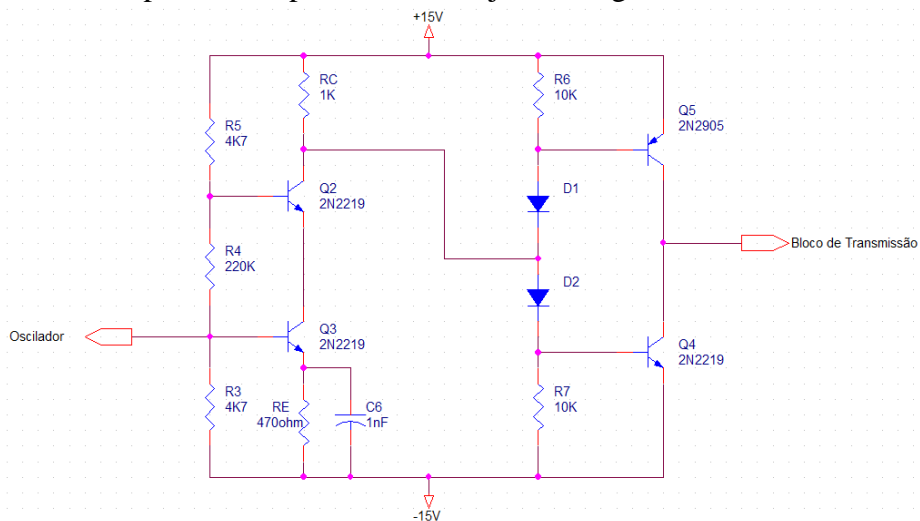 +15V
RC
1K
R6
10K
Q5
2N2905
R5
4K7
Q2
2N2219
D1
R4
220K
Bloco de Transmissão
D2
Oscilador
Q3
2N2219
Q4
2N2219
R3
4K7
RE
470ohm
C6
1nF
R7
10K
-15V